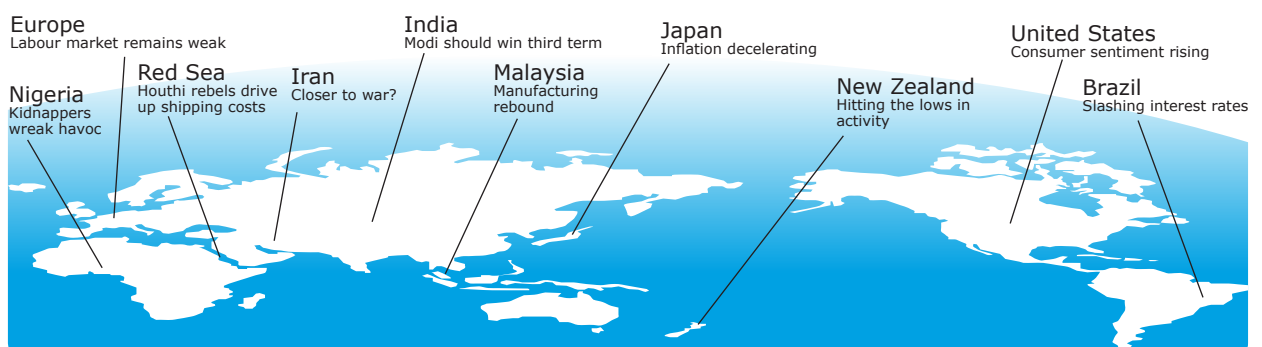 Europe
Labour market remains weak
Nigeria
Kidnappers
wreak havoc
Red Sea
Houthi rebels drive
up shipping costs
Iran
Closer to war?
India
Modi should win third term
Malaysia
Manufacturing
rebound
Japan
Inflation decelerating
New Zealand
Hitting the lows in
activity
United States
Consumer sentiment rising
Brazil
Slashing interest rates